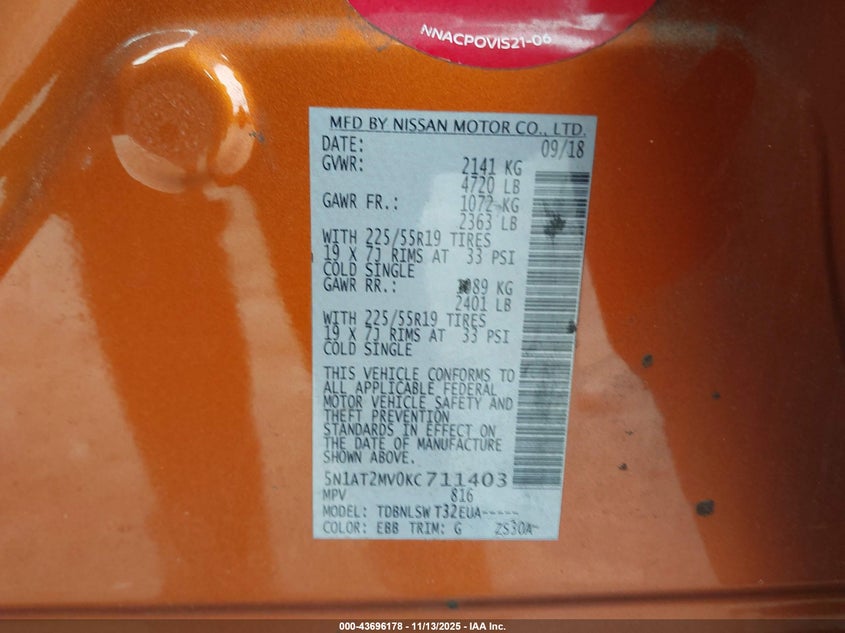 NNACPOVIS21-06
MFD BY NISSAN MOTOR CO., LTD.
DATE: 09/18
GVWR: 2141 KG
4720 LB
GAWR FR.: 1072 KG
2363 LB
WITH 225/55R19 TIRES
19 X 7J RIMS AT 33 PSI
COLD SINGLE
GAWR RR.: 1089 KG
2401 LB
WITH 225/55R19 TIRES
19 X 7J RIMS AT 33 PSI
COLD SINGLE
THIS VEHICLE CONFORMS TO
ALL APPLICABLE FEDERAL
MOTOR VEHICLE SAFETY AND
THEFT PREVENTION
STANDARDS IN EFFECT ON
THE DATE OF MANUFACTURE
SHOWN ABOVE.
5N1AT2MV0KC711403
MPV 816
MODEL: TDBNLSW T32EUA-----
COLOR: EBB TRIM: G ZS30A-
000-43696178 - 11/13/2025 - IAA Inc.